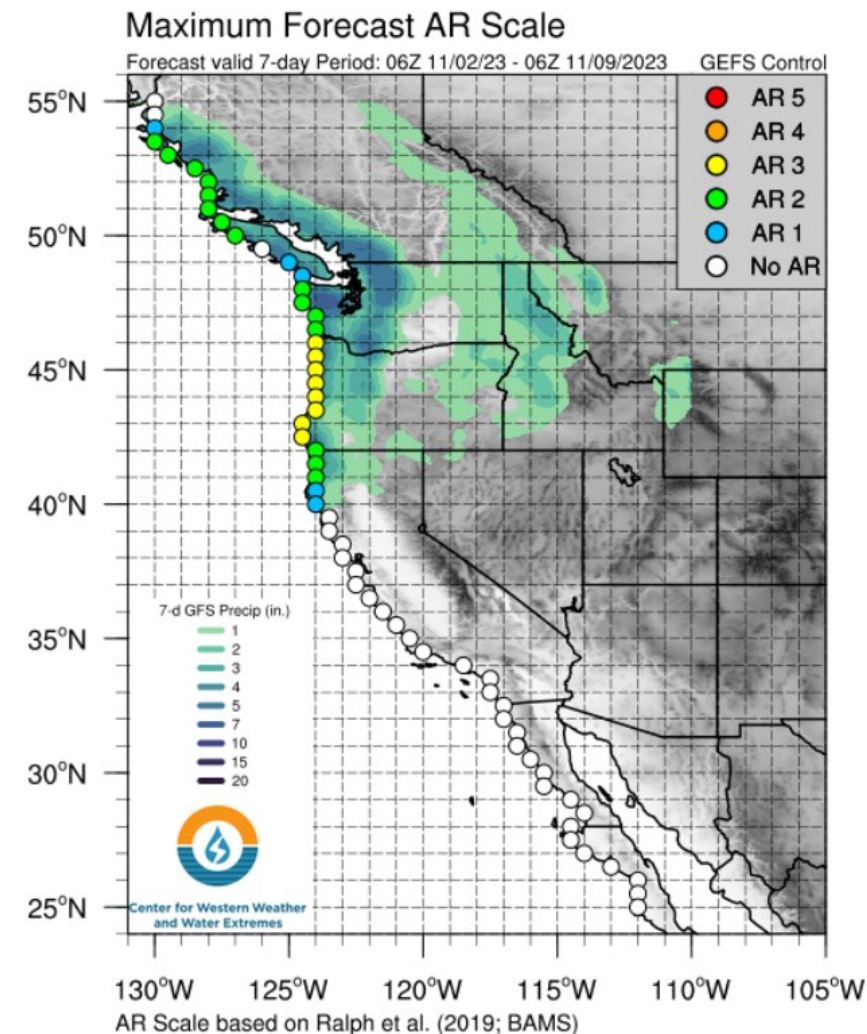 Maximum Forecast AR Scale
Forecast valid 7-day Period: 06Z 11/02/23 - 06Z 11/09/2023 GEFS Control
AR 5
AR 4
AR 3
AR 2
AR 1
No AR
55°N
50°N
45°N
40°N
35°N
30°N
25°N
7-d GFS Precip (in.)
1
2
3
4
5
7
10
15
20
Center for Western Weather
and Water Extremes
130°W 125°W 120°W 115°W 110°W 105°W
AR Scale based on Ralph et al. (2019; BAMS)